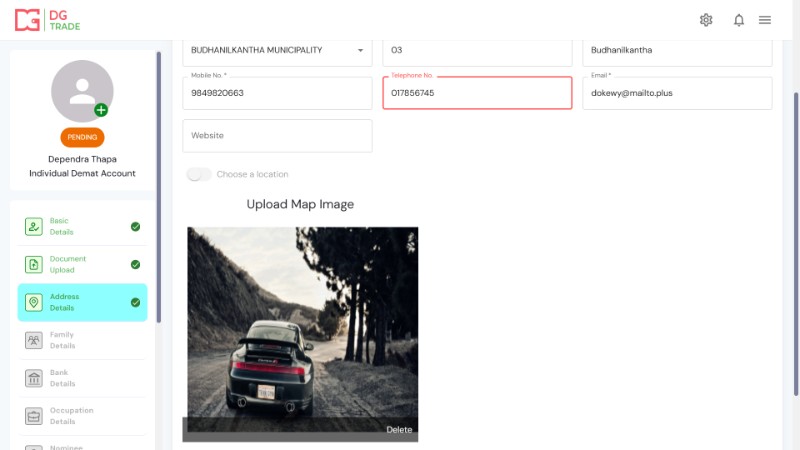 DG
TRADE
BUDHANILKANTHA MUNICIPALITY
03
Budhanilkantha
Mobile No. *
Telephone No.
Email *
9849820663
017856745
dokewy@mailto.plus
PENDING
Dependra Thapa
Individual Demat Account
Website
Choose a location
Upload Map Image
Basic
Details
Document
Upload
Address
Details
Family
Details
Bank
Details
Occupation
Details
Nominee
Delete